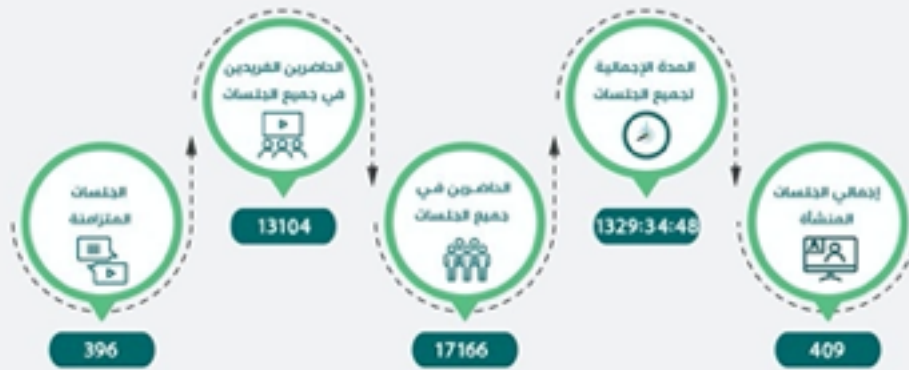 إجمالي الجلسات
المنشأة
409
المدة الإجمالية
لجميع الجلسات
1329:34:48
الحاضرين في
جميع الجلسات
17166
الحاضرين الفريدين
في جميع الجلسات
13104
الجلسات
المتزامنة
396